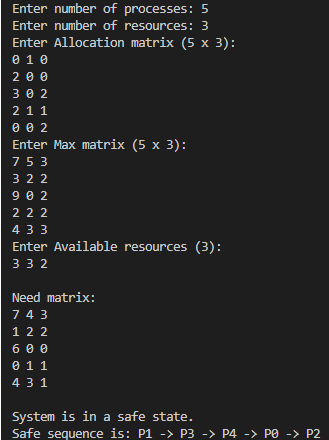 Enter number of processes: 5
Enter number of resources: 3
Enter Allocation matrix (5 x 3):
0 1 0
2 0 0
3 0 2
2 1 1
0 0 2
Enter Max matrix (5 x 3):
7 5 3
3 2 2
9 0 2
2 2 2
4 3 3
Enter Available resources (3):
3 3 2
Need matrix:
7 4 3
1 2 2
6 0 0
0 1 1
4 3 1
System is in a safe state.
Safe sequence is: P1 -> P3 -> P4 -> P0 -> P2